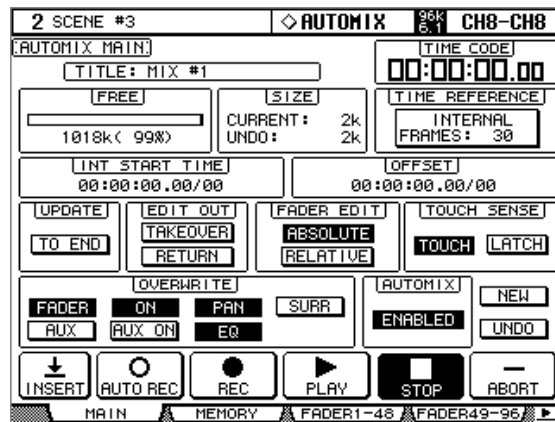 2 SCENE #3
◇AUTOMIX 96k 5.1 CH8-CH8
AUTOMIX MAIN
TITLE: MIX #1
TIME CODE
00:00:00.00
FREE
1018k( 99%)
SIZE
CURRENT: 2k
UNDO: 2k
TIME REFERENCE
INTERNAL
FRAMES: 30
INT START TIME
00:00:00.00/00
OFFSET
00:00:00.00/00
UPDATE
TO END
EDIT OUT
TAKEOVER
RETURN
FADER EDIT
ABSOLUTE
RELATIVE
TOUCH SENSE
TOUCH LATCH
OVERWRITE
FADER ON PAN SURR
AUX AUX ON EQ
AUTOMIX
ENABLED
NEW
UNDO
INSERT AUTO REC REC PLAY STOP ABORT
MAIN MEMORY FADER1-48 FADER49-96